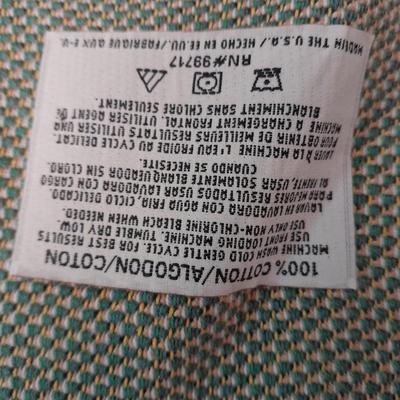 100% COTTON/ALGODON/COTON
MACHINE WASH COLD GENTLE CYCLE. FOR BEST RESULTS
USE FRONT LOADING MACHINE. TUMBLE DRY LOW.
USE ONLY NON-CHLORINE BLEACH WHEN NEEDED.
LAVAR EN LAVADORA CON AGUA FRIA, CICLO DELICADO.
PARA MEJORES RESULTADOS USAR LAVADORA CON CARGA
AL FRENTE. USAR SOLAMENTE BLANQUEADOR SIN CLORO,
CUANDO SE NECESITE.
LAVER À LA MACHINE À L'EAU FROIDE AU CYCLE DÉLICAT
POUR OBTENIR DE MEILLEURS RÉSULTATS UTILISER UNA
MACHINE À CHARGEMENT FRONTAL. UTILISER AGENT DE
BLANCHIMENT SANS CHLORE SEULEMENT.
RN#99717
MADE IN THE U.S.A./ HECHO EN EE.UU./FABRIQUÉ AUX É-U.